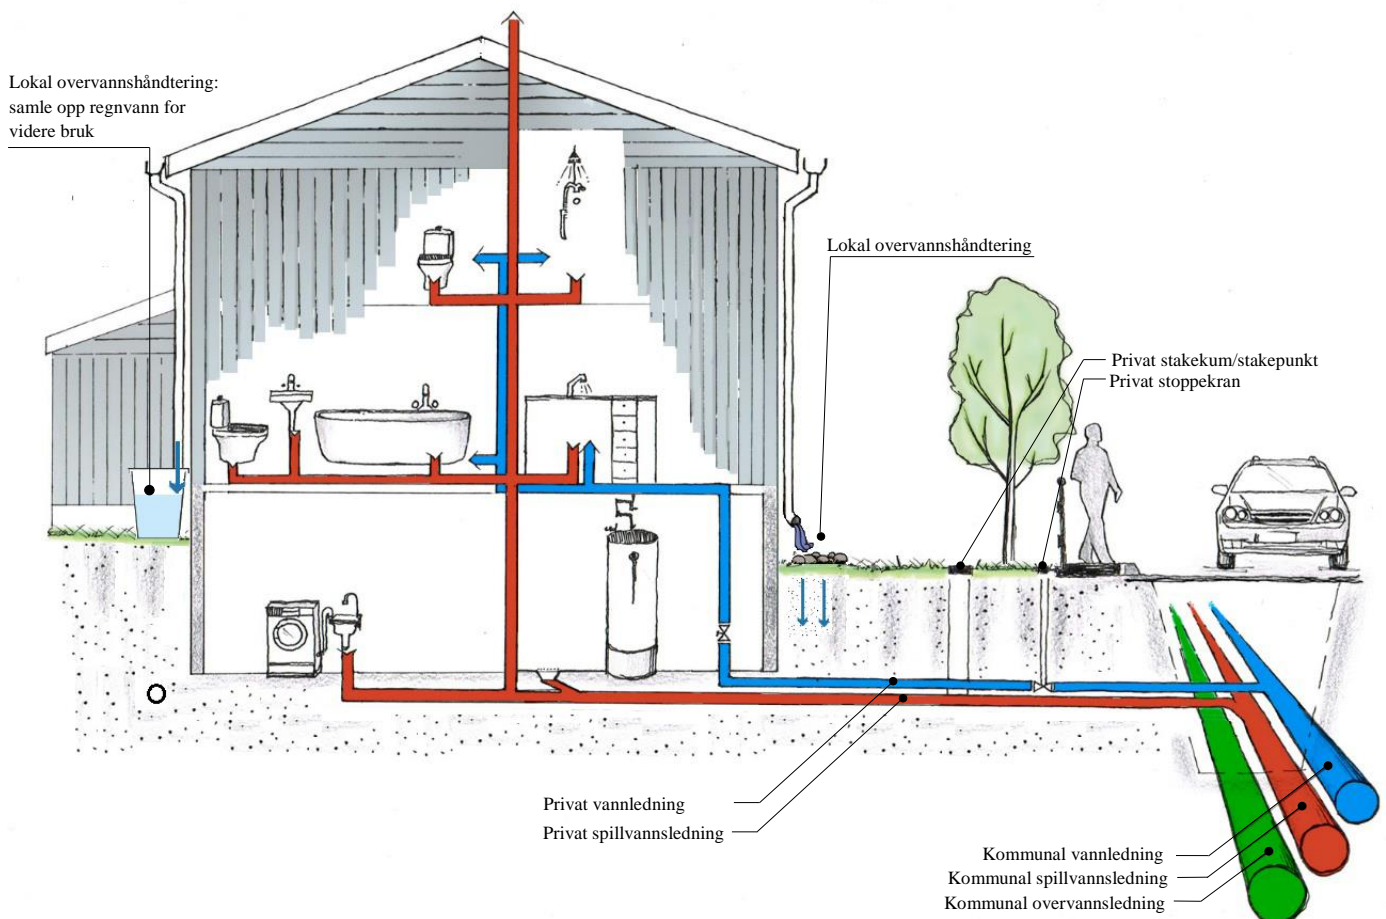 Lokal overvannshåndtering:
samle opp regnvann for
videre bruk
Lokal overvannshåndtering
Privat stakekum/stakepunkt
Privat stoppekran
Privat vannledning
Privat spillvannsledning
Kommunal vannledning
Kommunal spillvannsledning
Kommunal overvannsledning